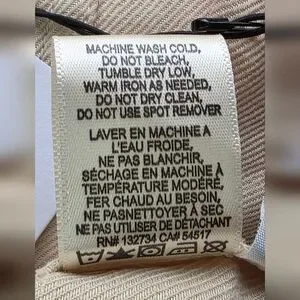 MACHINE WASH COLD,
DO NOT BLEACH,
TUMBLE DRY LOW,
WARM IRON AS NEEDED,
DO NOT DRY CLEAN,
DO NOT USE SPOT REMOVER
LAVER EN MACHINE A
L'EAU FROIDE,
NE PAS BLANCHIR,
SÉCHAGE EN MACHINE À
TEMPÉRATURE MODÉRÉ,
FER CHAUD AU BESOIN,
NE PASNETTOYER À SEC
NE PAS UTILISER DE DÉTACHANT
RN# 132734 CA# 54517